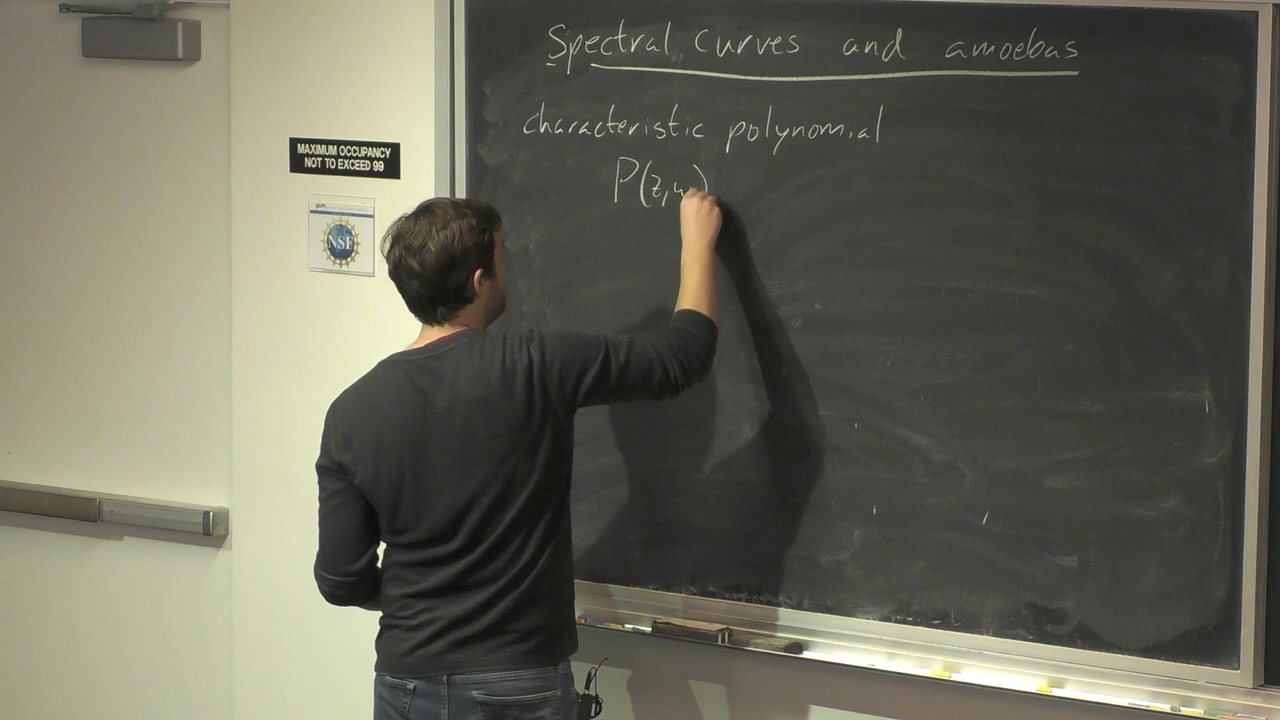 Spectral Curves and amoebas
characteristic polynomial
P(z,w)
MAXIMUM OCCUPANCY
NOT TO EXCEED 99
NSF